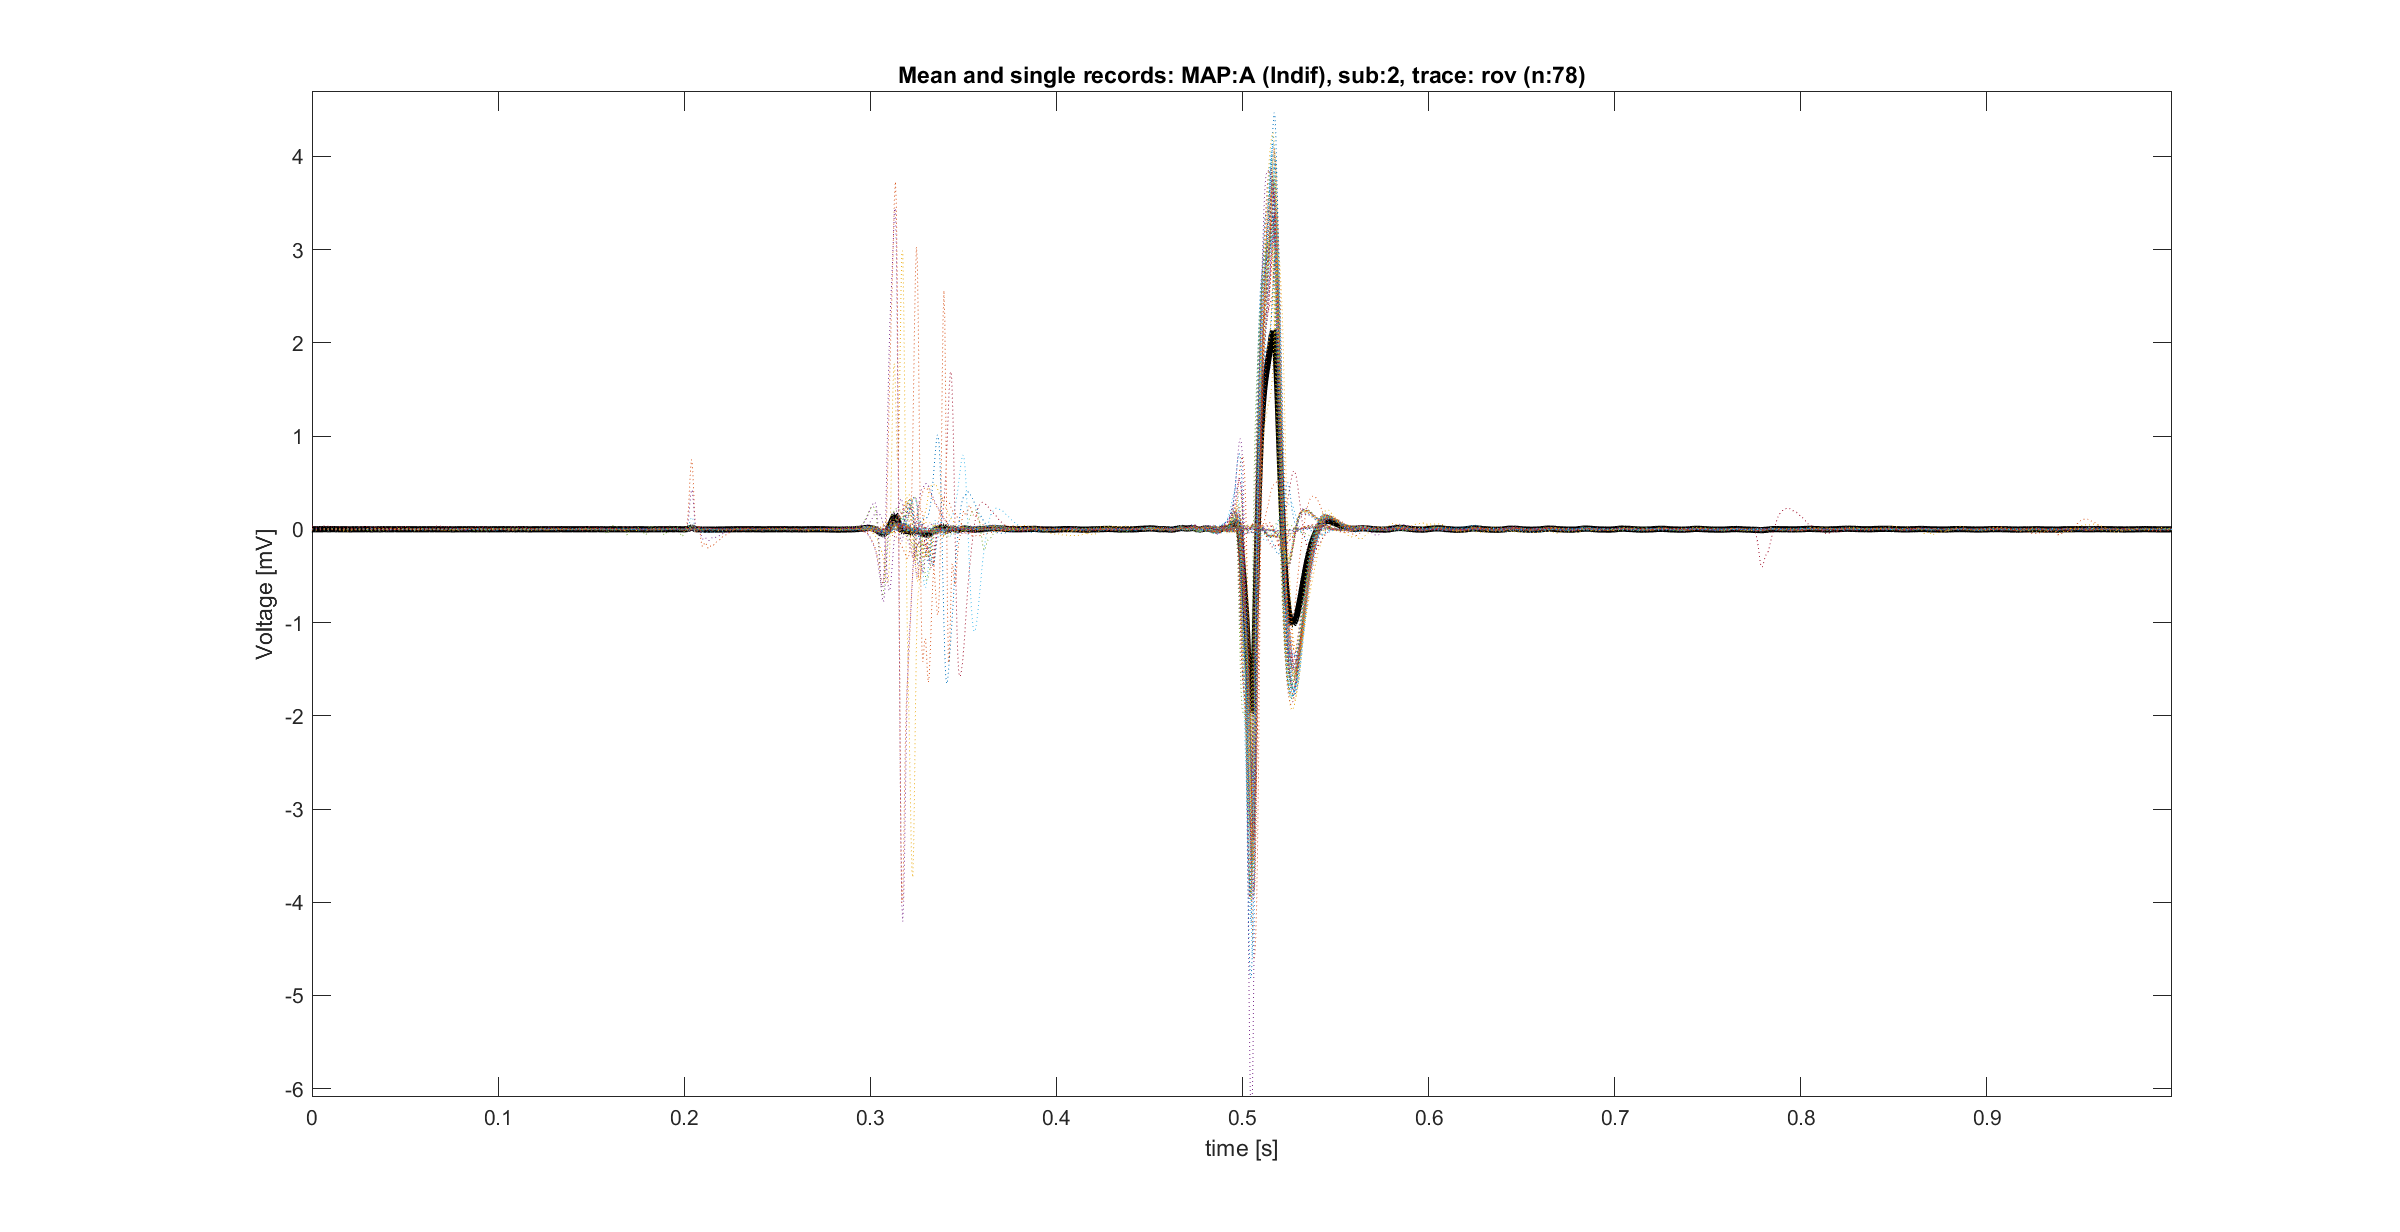 Mean and single records: MAP:A (Indif), sub:2, trace: rov (n:78)
4
3
2
1
0
-1
-2
-3
-4
-5
-6
Voltage [mV]
0 0.1 0.2 0.3 0.4 0.5 0.6 0.7 0.8 0.9
time [s]